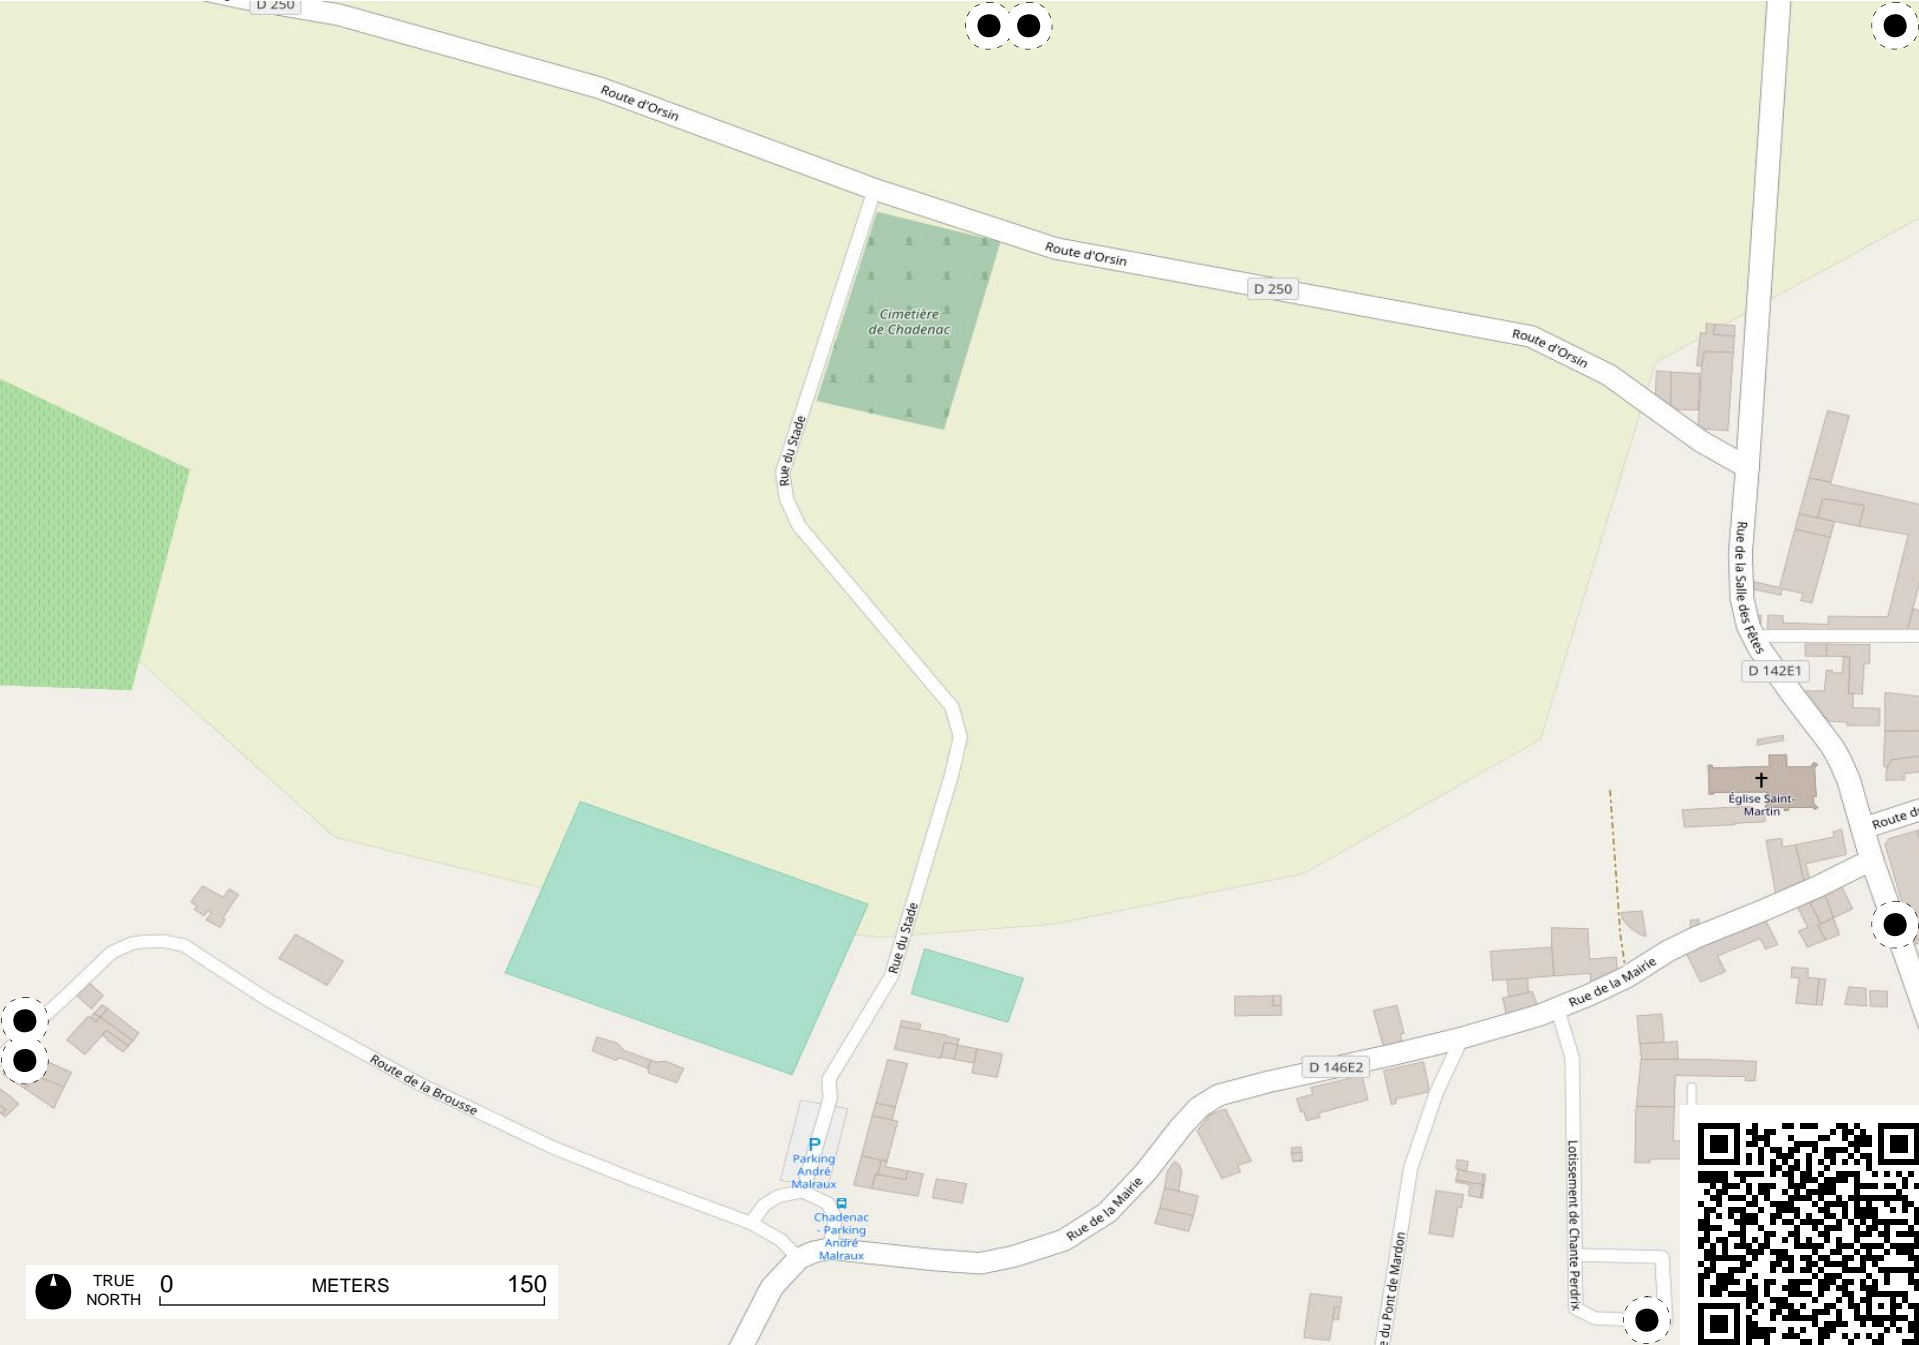 D 250
Route d'Orsin
Route d'Orsin
D 250
Cimetière
de Chadenac
Route d'Orsin
Rue du Stade
Rue de la Salle des Fêtes
D 142E1
Église Saint-
Martin
Route d
Rue du Stade
Rue de la Mairie
D 146E2
Route de la Brousse
P
Parking
André
Malraux
Chadenac
- Parking
André
Malraux
Rue de la Mairie
Lotissement de Chante Perdrix
e du Pont de Mardon
TRUE
NORTH
0 METERS 150